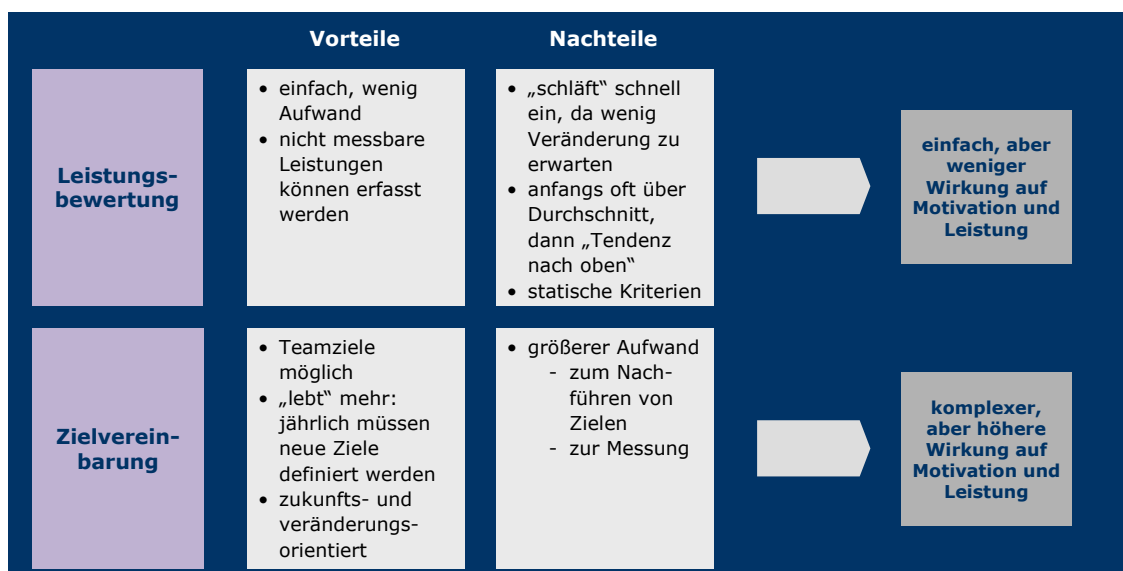 Vorteile
Nachteile
Leistungs-
bewertung
• einfach, wenig
Aufwand
• nicht messbare
Leistungen
können erfasst
werden
• „schläft“ schnell
ein, da wenig
Veränderung zu
erwarten
• anfangs oft über
Durchschnitt,
dann „Tendenz
nach oben“
• statische Kriterien
einfach, aber
weniger
Wirkung auf
Motivation und
Leistung
Zielverein-
barung
• Teamziele
möglich
• „lebt“ mehr:
jährlich müssen
neue Ziele
definiert werden
• zukunfts- und
veränderungs-
orientiert
• größerer Aufwand
- zum Nach-
führen von
Zielen
- zur Messung
komplexer,
aber höhere
Wirkung auf
Motivation und
Leistung